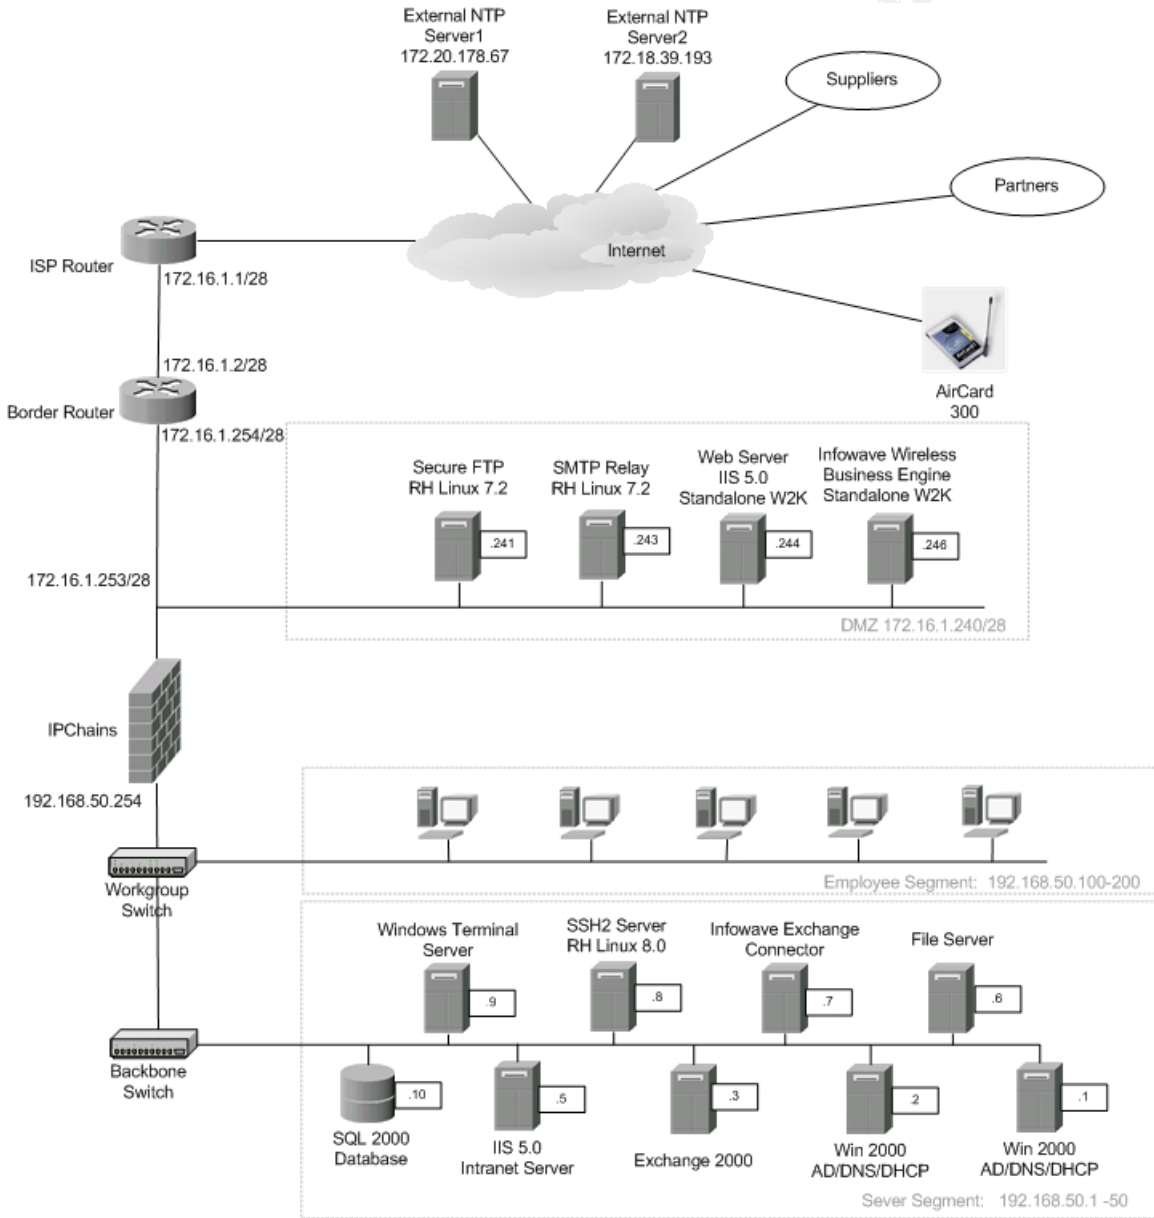 External NTP
Server1
172.20.178.67
External NTP
Server2
172.18.39.193
Suppliers
Partners
Internet
ISP Router
172.16.1.1/28
172.16.1.2/28
Border Router
172.16.1.254/28
AirCard
300
Secure FTP
RH Linux 7.2
.241
SMTP Relay
RH Linux 7.2
.243
Web Server
IIS 5.0
Standalone W2K
.244
Infowave Wireless
Business Engine
Standalone W2K
.246
172.16.1.253/28
DMZ 172.16.1.240/28
IPChains
192.168.50.254
Workgroup
Switch
Employee Segment: 192.168.50.100-200
Windows Terminal
Server
.9
SSH2 Server
RH Linux 8.0
.8
Infowave Exchange
Connector
.7
File Server
.6
Backbone
Switch
.10
SQL 2000
Database
.5
IIS 5.0
Intranet Server
.3
Exchange 2000
.2
Win 2000
AD/DNS/DHCP
.1
Win 2000
AD/DNS/DHCP
Sever Segment: 192.168.50.1 -50